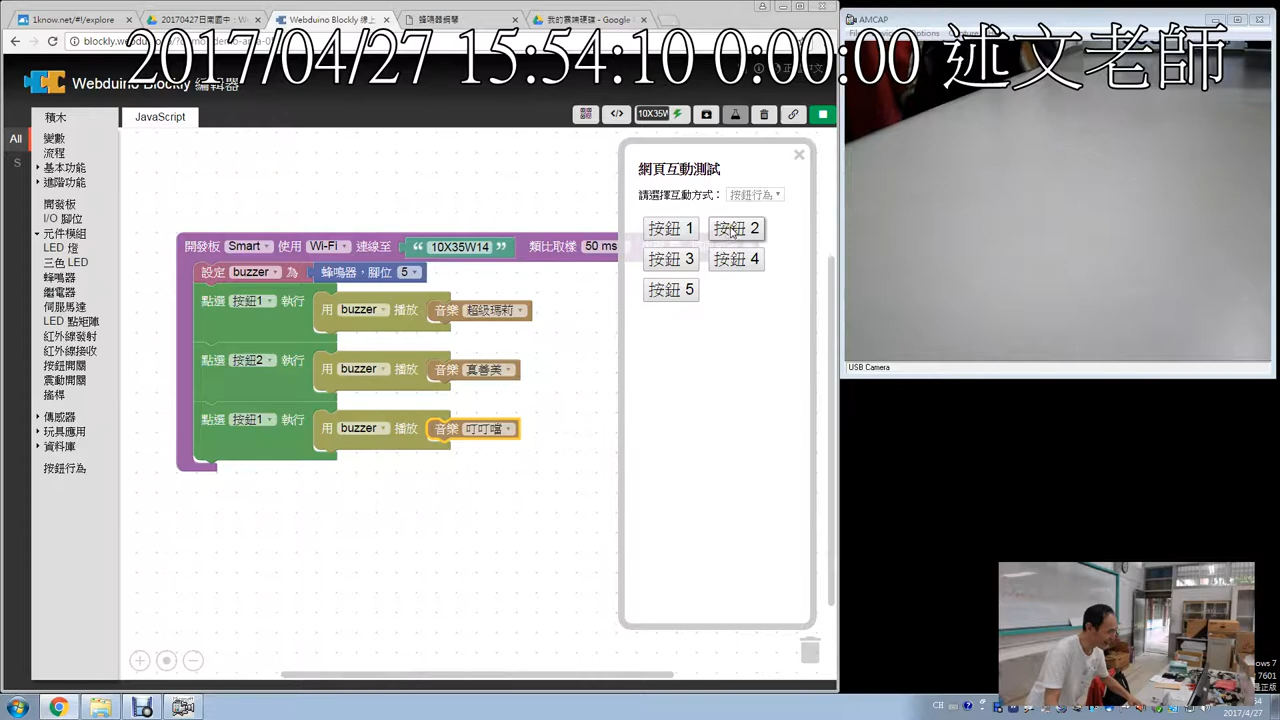 1know.net/#!/explore
20170427日南國中：W
Webduino Blockly 線上
蜂鳴器鋼琴
我的雲端硬碟 - Google
AMCAP
2017/04/27 15:54:10 0:00:00 述文老師
Webduino Blockly 編輯器
積木
JavaScript
10X35W
All
S
變數
流程
基本功能
進階功能
開發板
I/O 腳位
元件模組
LED 燈
三色 LED
蜂鳴器
繼電器
伺服馬達
LED 點矩陣
紅外線發射
紅外線接收
按鈕開關
震動開關
搖桿
傳感器
玩具應用
資料庫
按鈕行為
開發板 Smart 使用 Wi-Fi 連線至 “ 10X35W14 ” 類比取樣 50 ms
設定 buzzer 為 蜂鳴器，腳位 5
點選 按鈕1 執行 用 buzzer 播放 音樂 超級瑪莉
點選 按鈕2 執行 用 buzzer 播放 音樂 真善美
點選 按鈕1 執行 用 buzzer 播放 音樂 叮叮噹
網頁互動測試
請選擇互動方式： 按鈕行為
按鈕 1 按鈕 2
按鈕 3 按鈕 4
按鈕 5
USB Camera
CH
2017/4/27